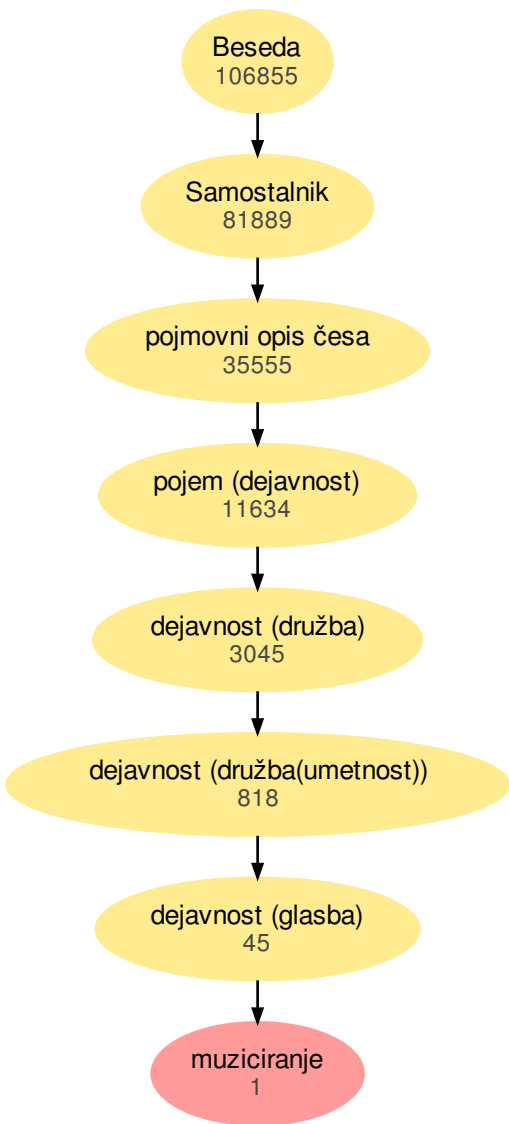 Beseda
106855
Samostalnik
81889
pojmovni opis česa
35555
pojem (dejavnost)
11634
dejavnost (družba)
3045
dejavnost (družba(umetnost))
818
dejavnost (glasba)
45
muziciranje
1